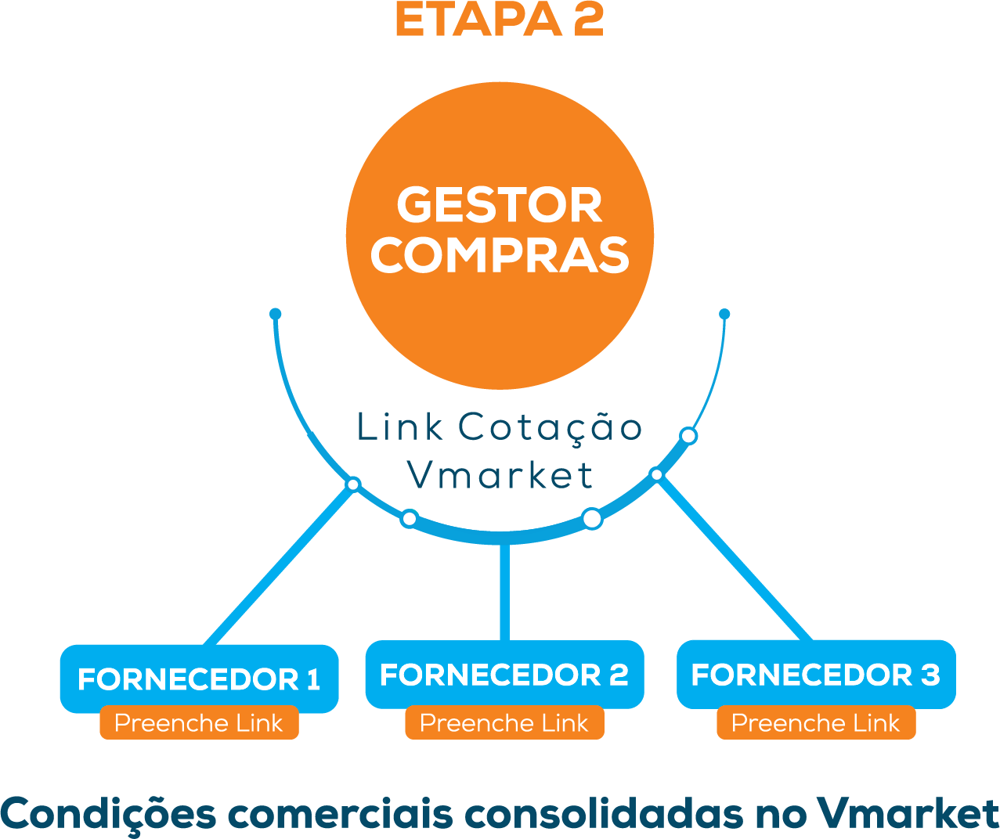 ETAPA 2
GESTOR
COMPRAS
Link Cotação
Vmarket
FORNECEDOR 1
Preenche Link
FORNECEDOR 2
Preenche Link
FORNECEDOR 3
Preenche Link
Condições comerciais consolidadas no Vmarket